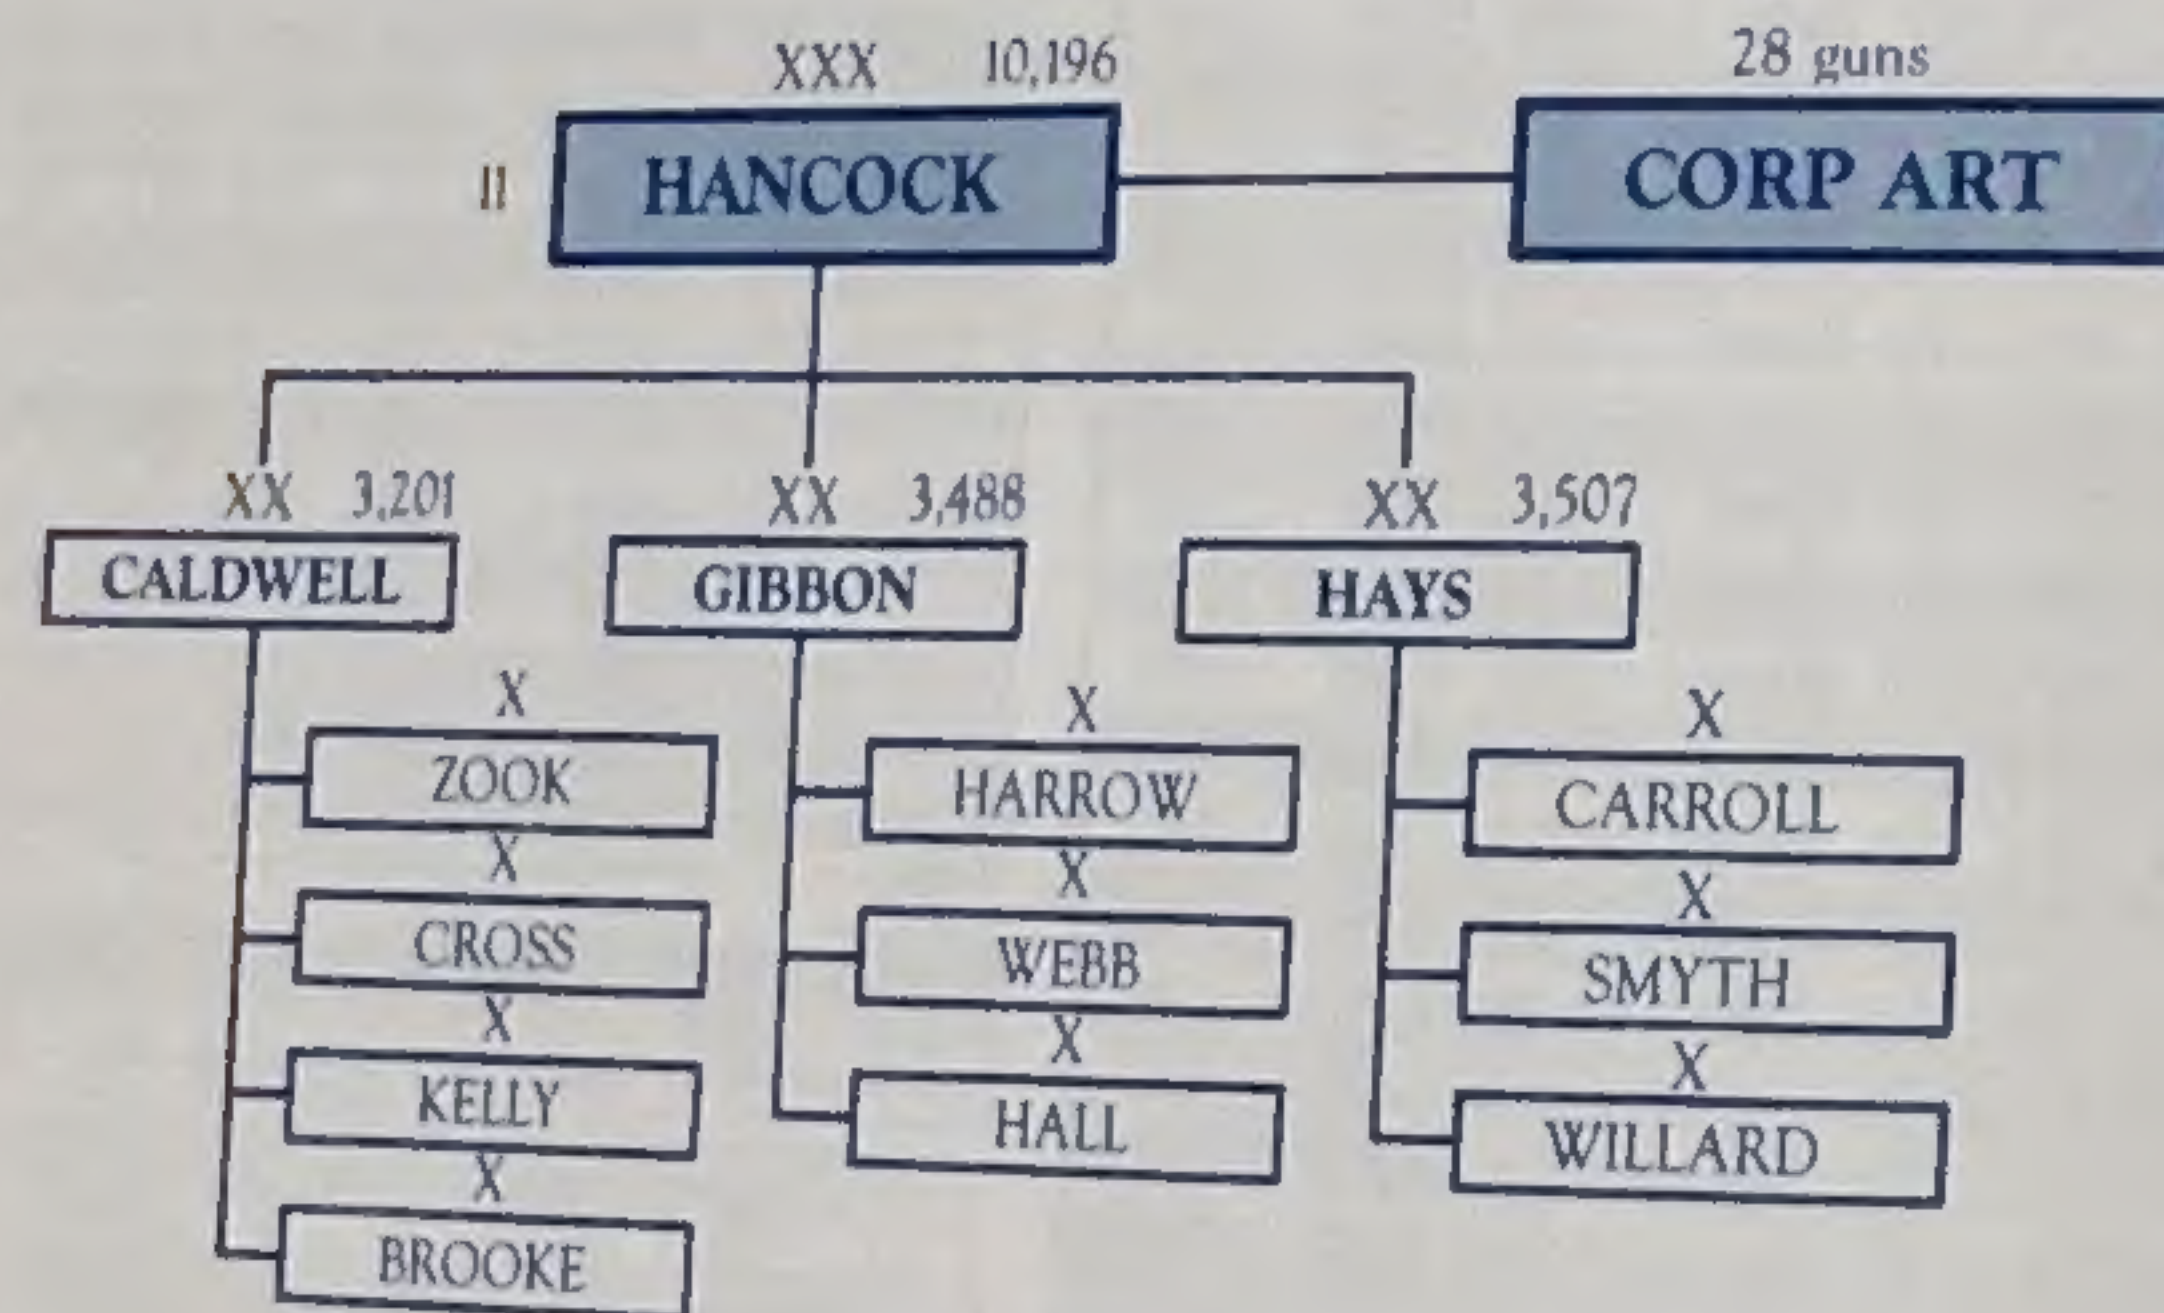 XXX 10,196
28 guns
II HANCOCK CORP ART
XX 3,201
XX 3,488
XX 3,507
CALDWELL
GIBBON
HAYS
X
ZOOK
X
CROSS
X
KELLY
X
BROOKE
X
HARROW
X
WEBB
X
HALL
X
CARROLL
X
SMYTH
X
WILLARD